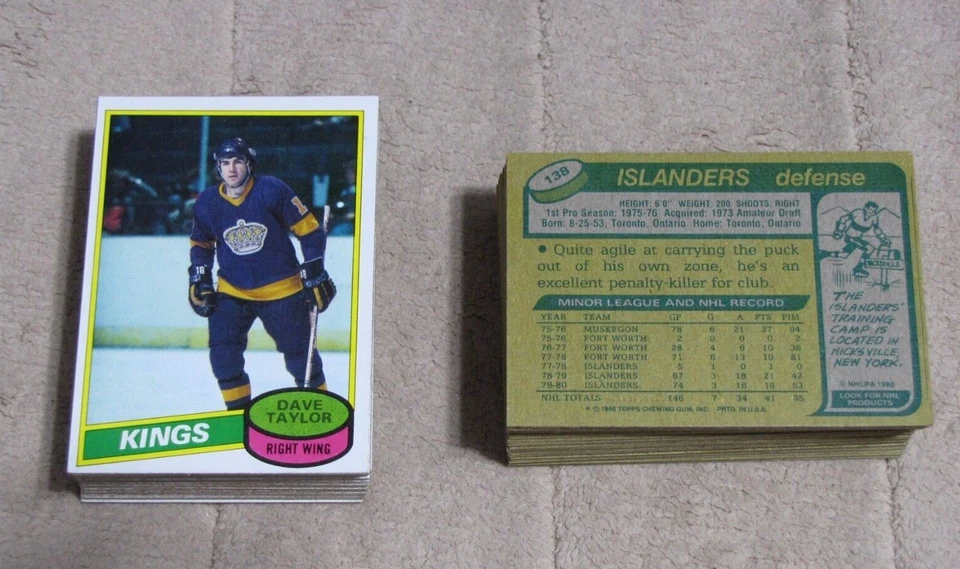 1
18
18
KINGS
DAVE
TAYLOR
RIGHT WING
138
ISLANDERS defense
HEIGHT: 6'0" WEIGHT: 200 SHOOTS: RIGHT
1st Pro Season: 1975-76 Acquired: 1973 Amateur Draft
Born: 8-25-53, Toronto, Ontario Home: Toronto, Ontario
• Quite agile at carrying the puck
out of his own zone, he's an
excellent penalty-killer for club.
MINOR LEAGUE AND NHL RECORD
YEAR TEAM GP G A PTS PIM
75-76 MUSKEGON 78 6 21 27 94
75-76 FORT WORTH 2 0 0 0 2
76-77 FORT WORTH 28 4 6 10 38
77-78 FORT WORTH 71 6 13 19 81
77-78 ISLANDERS 5 1 0 1 0
78-79 ISLANDERS 67 3 18 21 42
79-80 ISLANDERS 74 3 16 19 53
NHL TOTALS 146 7 34 41 95
* © 1980 TOPPS CHEWING GUM, INC. PRTD. IN U.S.A.
HICKSVILLE
THE
ISLANDERS'
TRAINING
CAMP IS
LOCATED IN
HICKSVILLE,
NEW YORK.
© NHLPA 1980
LOOK FOR NHL
PRODUCTS